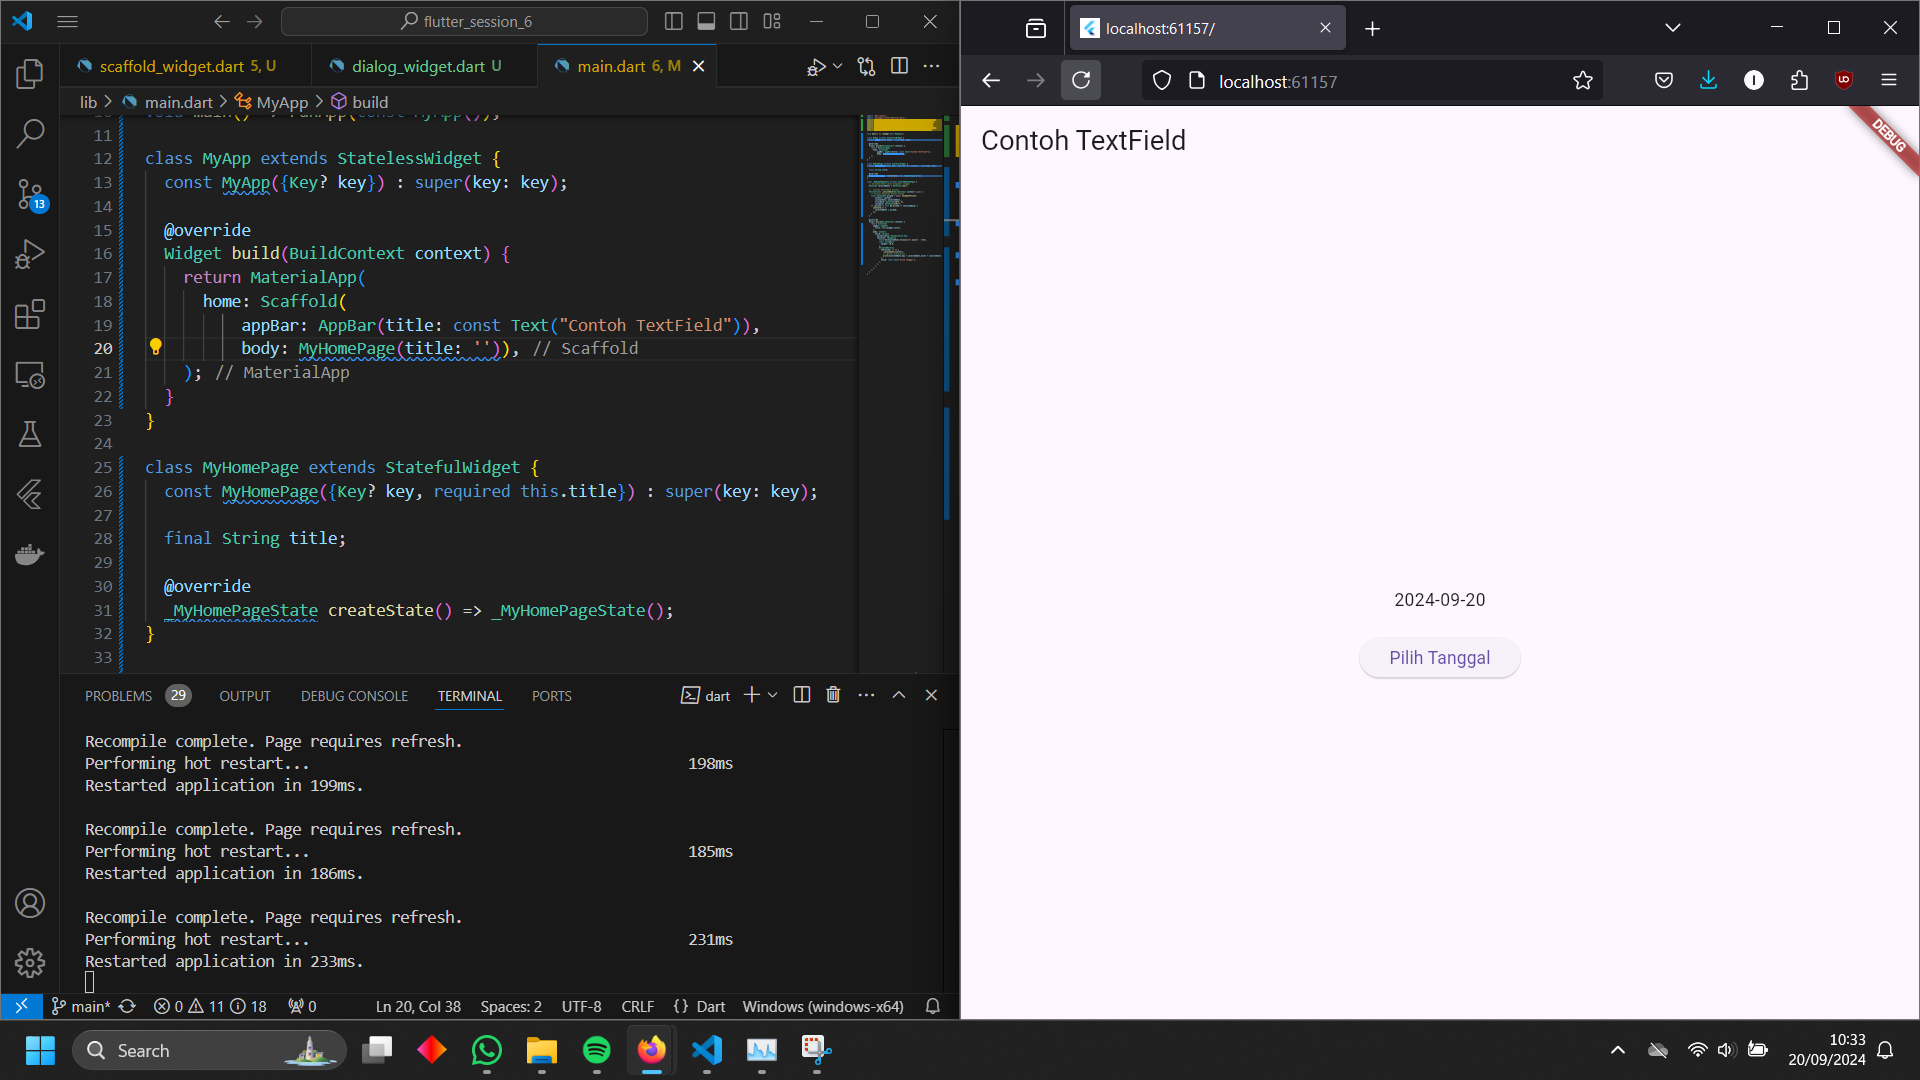 flutter_session_6
scaffold_widget.dart 5, U
dialog_widget.dart U
main.dart 6, M
lib > main.dart > MyApp > build
10 void main() => runApp(const MyApp());
11
12 class MyApp extends StatelessWidget {
13 const MyApp({Key? key}) : super(key: key);
14
15 @override
16 Widget build(BuildContext context) {
17 return MaterialApp(
18 home: Scaffold(
19 appBar: AppBar(title: const Text("Contoh TextField")),
20 body: MyHomePage(title: '')), // Scaffold
21 ); // MaterialApp
22 }
23 }
24
25 class MyHomePage extends StatefulWidget {
26 const MyHomePage({Key? key, required this.title}) : super(key: key);
27
28 final String title;
29
30 @override
31 _MyHomePageState createState() => _MyHomePageState();
32 }
33
13
PROBLEMS 29 OUTPUT DEBUG CONSOLE TERMINAL PORTS
dart
Recompile complete. Page requires refresh.
Performing hot restart... 198ms
Restarted application in 199ms.
Recompile complete. Page requires refresh.
Performing hot restart... 185ms
Restarted application in 186ms.
Recompile complete. Page requires refresh.
Performing hot restart... 231ms
Restarted application in 233ms.
main* 0 11 18 0 Ln 20, Col 38 Spaces: 2 UTF-8 CRLF {} Dart Windows (windows-x64)
localhost:61157/
localhost:61157
Contoh TextField
DEBUG
2024-09-20
Pilih Tanggal
Search
10:33
20/09/2024